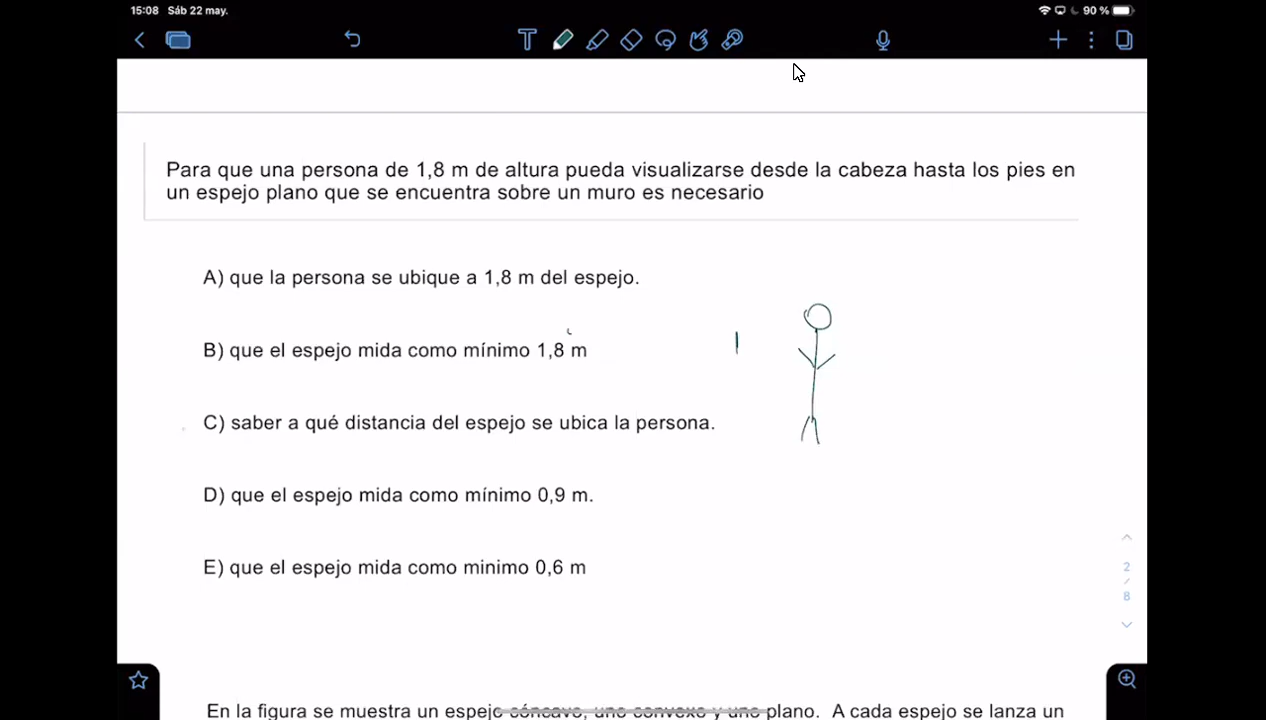 15:08 Sáb 22 may.
90 %
Para que una persona de 1,8 m de altura pueda visualizarse desde la cabeza hasta los pies en
un espejo plano que se encuentra sobre un muro es necesario
A) que la persona se ubique a 1,8 m del espejo.
B) que el espejo mida como mínimo 1,8 m
C) saber a qué distancia del espejo se ubica la persona.
D) que el espejo mida como mínimo 0,9 m.
E) que el espejo mida como minimo 0,6 m
2
/
8
En la figura se muestra un espejo cóncavo, uno convexo y uno plano. A cada espejo se lanza un